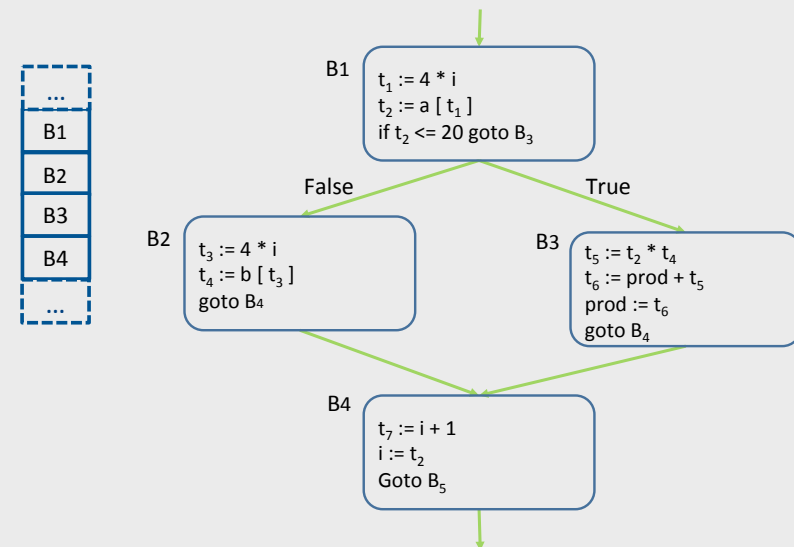 ...
B1
B2
B3
B4
...
B1
t₁ := 4 * i
t₂ := a [ t₁ ]
if t₂ <= 20 goto B₃
False
True
B2
t₃ := 4 * i
t₄ := b [ t₃ ]
goto B₄
B3
t₅ := t₂ * t₄
t₆ := prod + t₅
prod := t₆
goto B₄
B4
t₇ := i + 1
i := t₂
Goto B₅